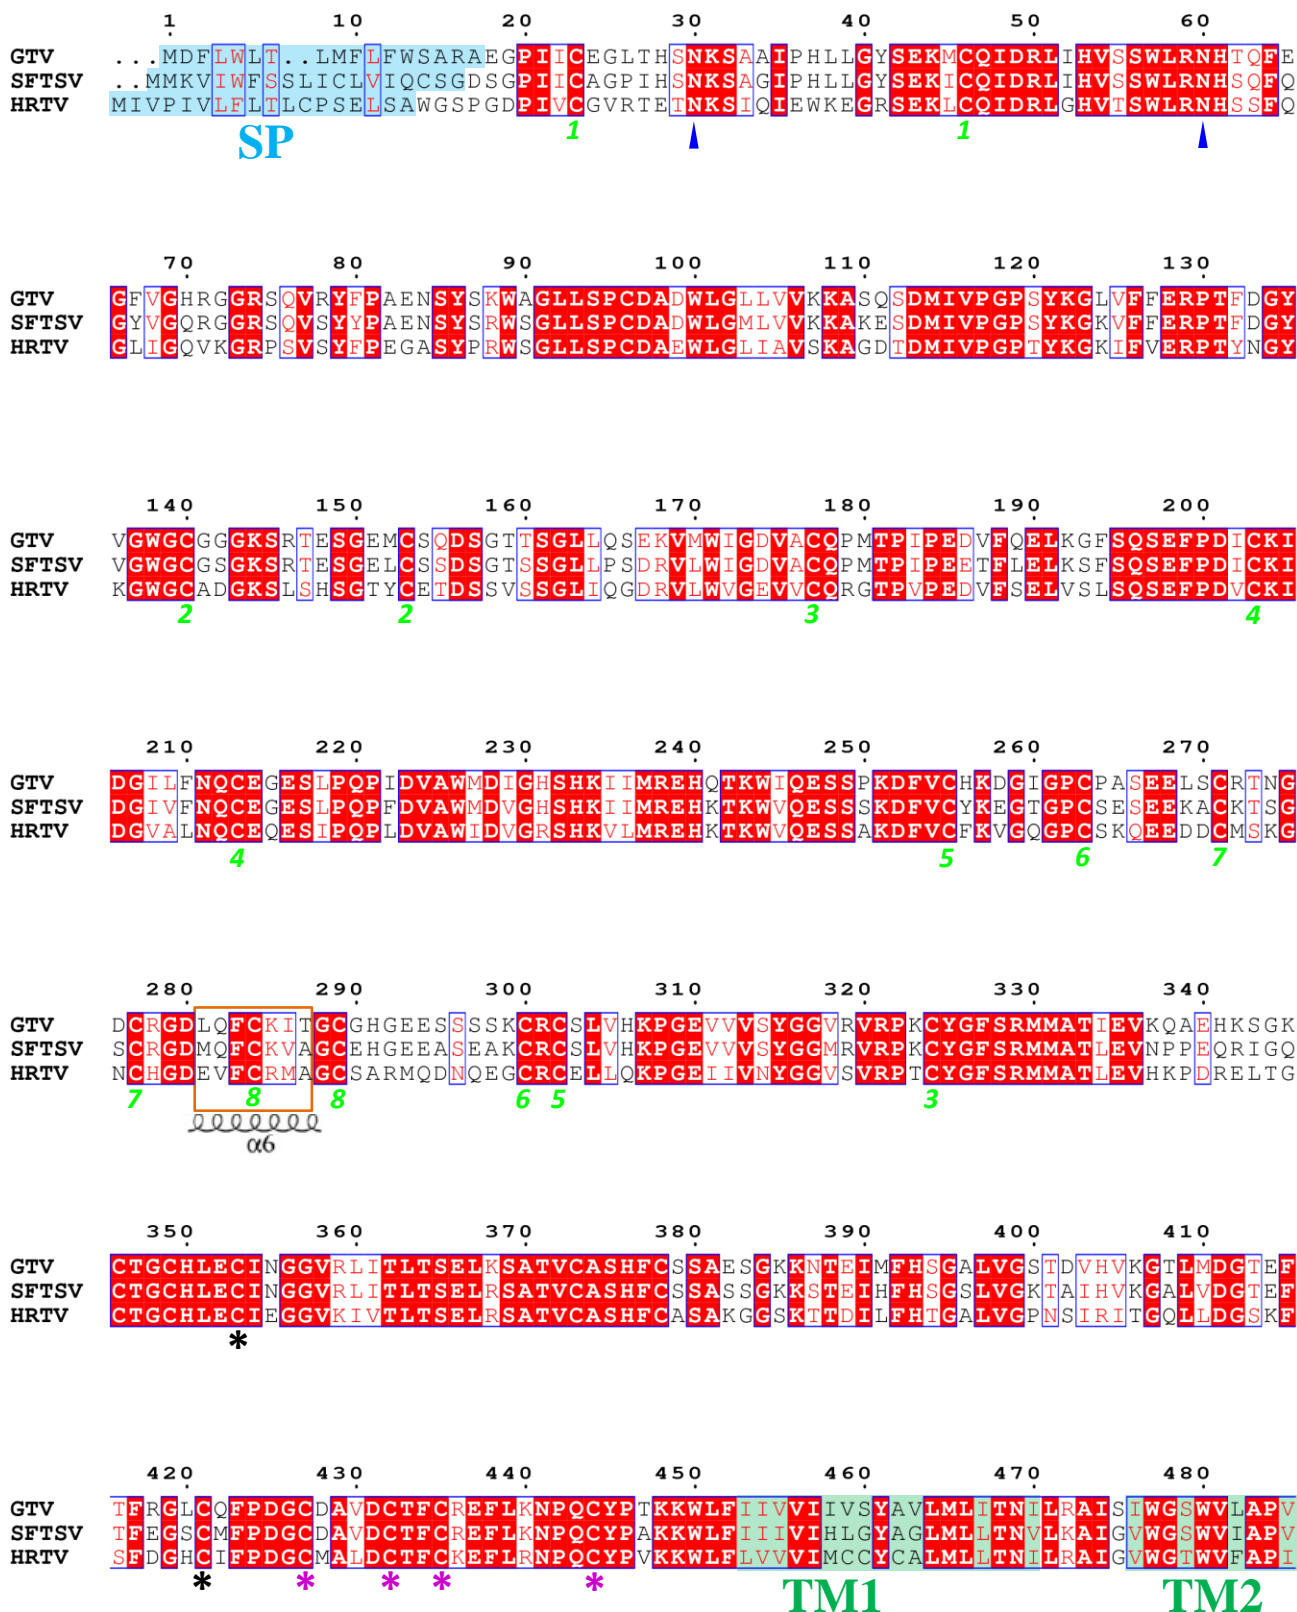 1 10 20 30 40 50 60
GTV ...MDFLWLT..LMFLFWSARAEGPIICEGLTHSNKSAAIPHLLGYSEKMCQIDRLIHVSSWLRNHTQFE
SFTSV ..MMKVIWFSSLICLVIQCSGDSGPIICAGPIHSNKSAGIPHLLGYSEKICQIDRLIHVSSWLRNHSQFQ
HRTV MIVPIVLFLTLCPSELSAWGSPGDPIVCGVRTETNKSIQIEWKEGRSEKLCQIDRLGHVTSWLRNHSSFQ
SP 1 1
70 80 90 100 110 120 130
GTV GFVGHRGGRSQVRYFPAENSYSKWAGLLSPCDADWLGLLVVKKASQSDMIVPGPSYKGLVFFERPTFDGY
SFTSV GYVGQRGGRSQVSYYPAENSYSRWSGLLSPCDADWLGMLVVKKAKESDMIVPGPSYKGKVFFERPTFDGY
HRTV GLIGQVKGRPSVSYFPEGASYPRWSGLLSPCDAEWLGLIAVSKAGDTDMIVPGPTYKGKIFVERPTYNGY
140 150 160 170 180 190 200
GTV VGWGCGGGKSRTESGEMCSQDSGTTSGLLQSEKVMWIGDVACQPMTPIPEDVFQELKGFSQSEFPDICKI
SFTSV VGWGCGSGKSRTESGELCSSDSGTSSGLLPSDRVLWIGDVACQPMTPIPEETFLELKSFSQSEFPDICKI
HRTV KGWGCADGKSLSHSGTYCETDSSVSSGLIQGDRVLWVGEVVCQRGTPVPEDVFSELVSLSQSEFPDVCKI
2 2 3 4
210 220 230 240 250 260 270
GTV DGILFNQCEGESLPQPIDVAWMDIGHSHKIIMREHQTKWIQESSPKDFVCHKDGIGPCPASEELSCRTNG
SFTSV DGIVFNQCEGESLPQPFDVAWMDVGHSHKIIMREHKTKWVQESSSKDFVCYKEGTGPCSESEEKACKTSG
HRTV DGVALNQCEQESIPQPLDVAWIDVGRSHKVLMREHKTKWVQESSAKDFVCFKVGQGPCSKQEEDDCMSKG
4 5 6 7
280 290 300 310 320 330 340
GTV DCRGDLQFCKITGCGHGEESSSSKCRCSLVHKPGEVVVSYGGVRVRPKCYGFSRMMATIEVKQAEHKSGK
SFTSV SCRGDMQFCKVAGCEHGEEASEAKCRCSLVHKPGEVVVSYGGMRVRPKCYGFSRMMATLEVNPPEQRIGQ
HRTV NCHGDEVFCRMAGCSARMQDNQEGCRCELLQKPGEIIVNYGGVSVRPTCYGFSRMMATLEVHKPDRELTG
7 8 8 6 5 3
α6
350 360 370 380 390 400 410
GTV CTGCHLECINGGVRLITLTSELKSATVCASHFCSSAESGKKNTEIMFHSGALVGSTDVHVKGTLMDGTEF
SFTSV CTGCHLECINGGVRLITLTSELRSATVCASHFCSSASSGKKSTEIHFHSGSLVGKTAIHVKGALVDGTEF
HRTV CTGCHLECIEGGVKIVTLTSELRSATVCASHFCASAKGGSKTTDILFHTGALVGPNSIRITGQLLDGSKF
*
420 430 440 450 460 470 480
GTV TFRGLCQFPDGCDAVDCTFCREFLKNPQCYPTKKWLFIIVVIIVSYAVLMLITNILRAISIWGSWVLAPV
SFTSV TFEGSCMFPDGCDAVDCTFCREFLKNPQCYPAKKWLFIIIVIHLGYAGLMLLTNVLKAIGVWGSWVIAPV
HRTV SFDGHCIFPDGCMALDCTFCKEFLRNPQCYPVKKWLFLVVVIMCCYCALMLLTNILRAIGVWGTWVFAPI
* * * * * TM1 TM2